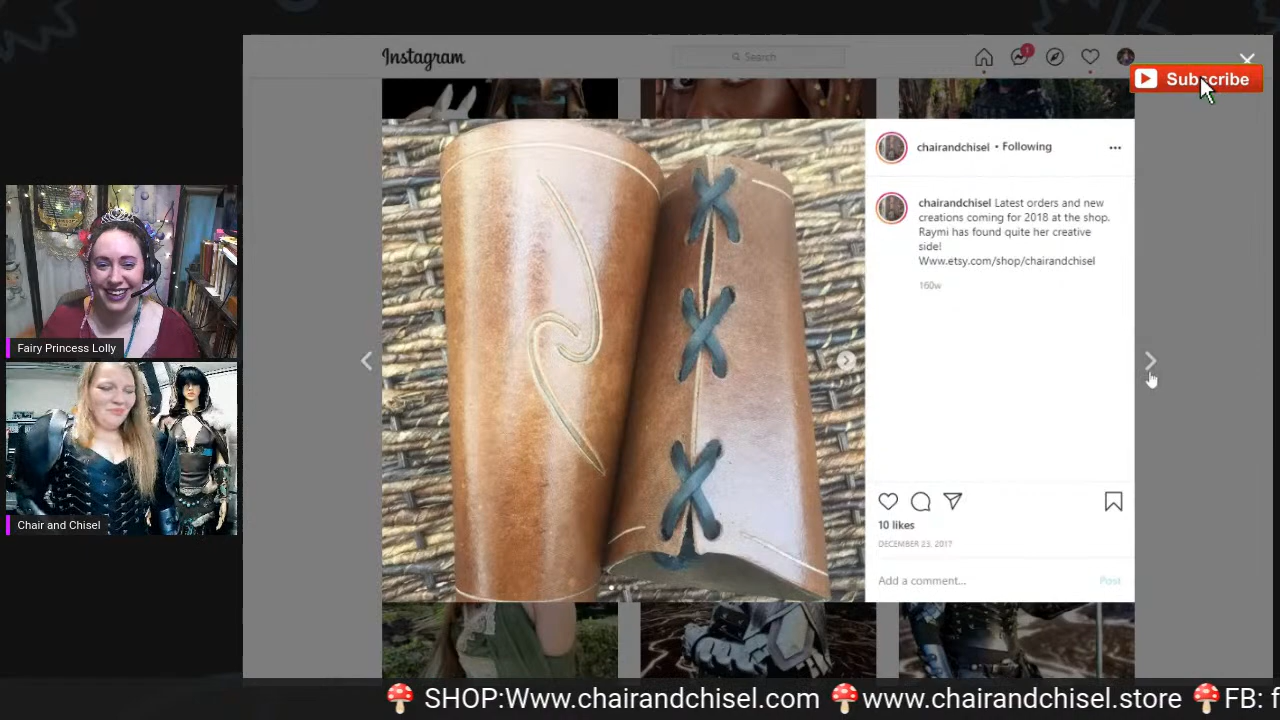 Instagram
Search
1
Subscribe
chairandchisel • Following
chairandchisel Latest orders and new
creations coming for 2018 at the shop.
Raymi has found quite her creative
side!
Www.etsy.com/shop/chairandchisel
160w
Fairy Princess Lolly
Chair and Chisel
10 likes
DECEMBER 23, 2017
Add a comment...
Post
SHOP:Www.chairandchisel.com www.chairandchisel.store FB: f